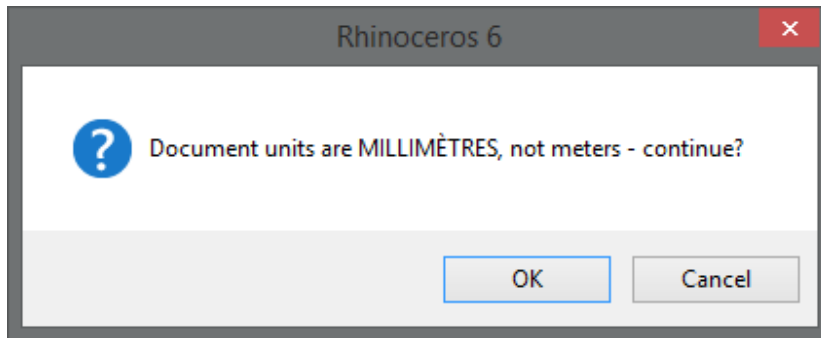 Rhinoceros 6
Document units are MILLIMÈTRES, not meters - continue?
OK
Cancel